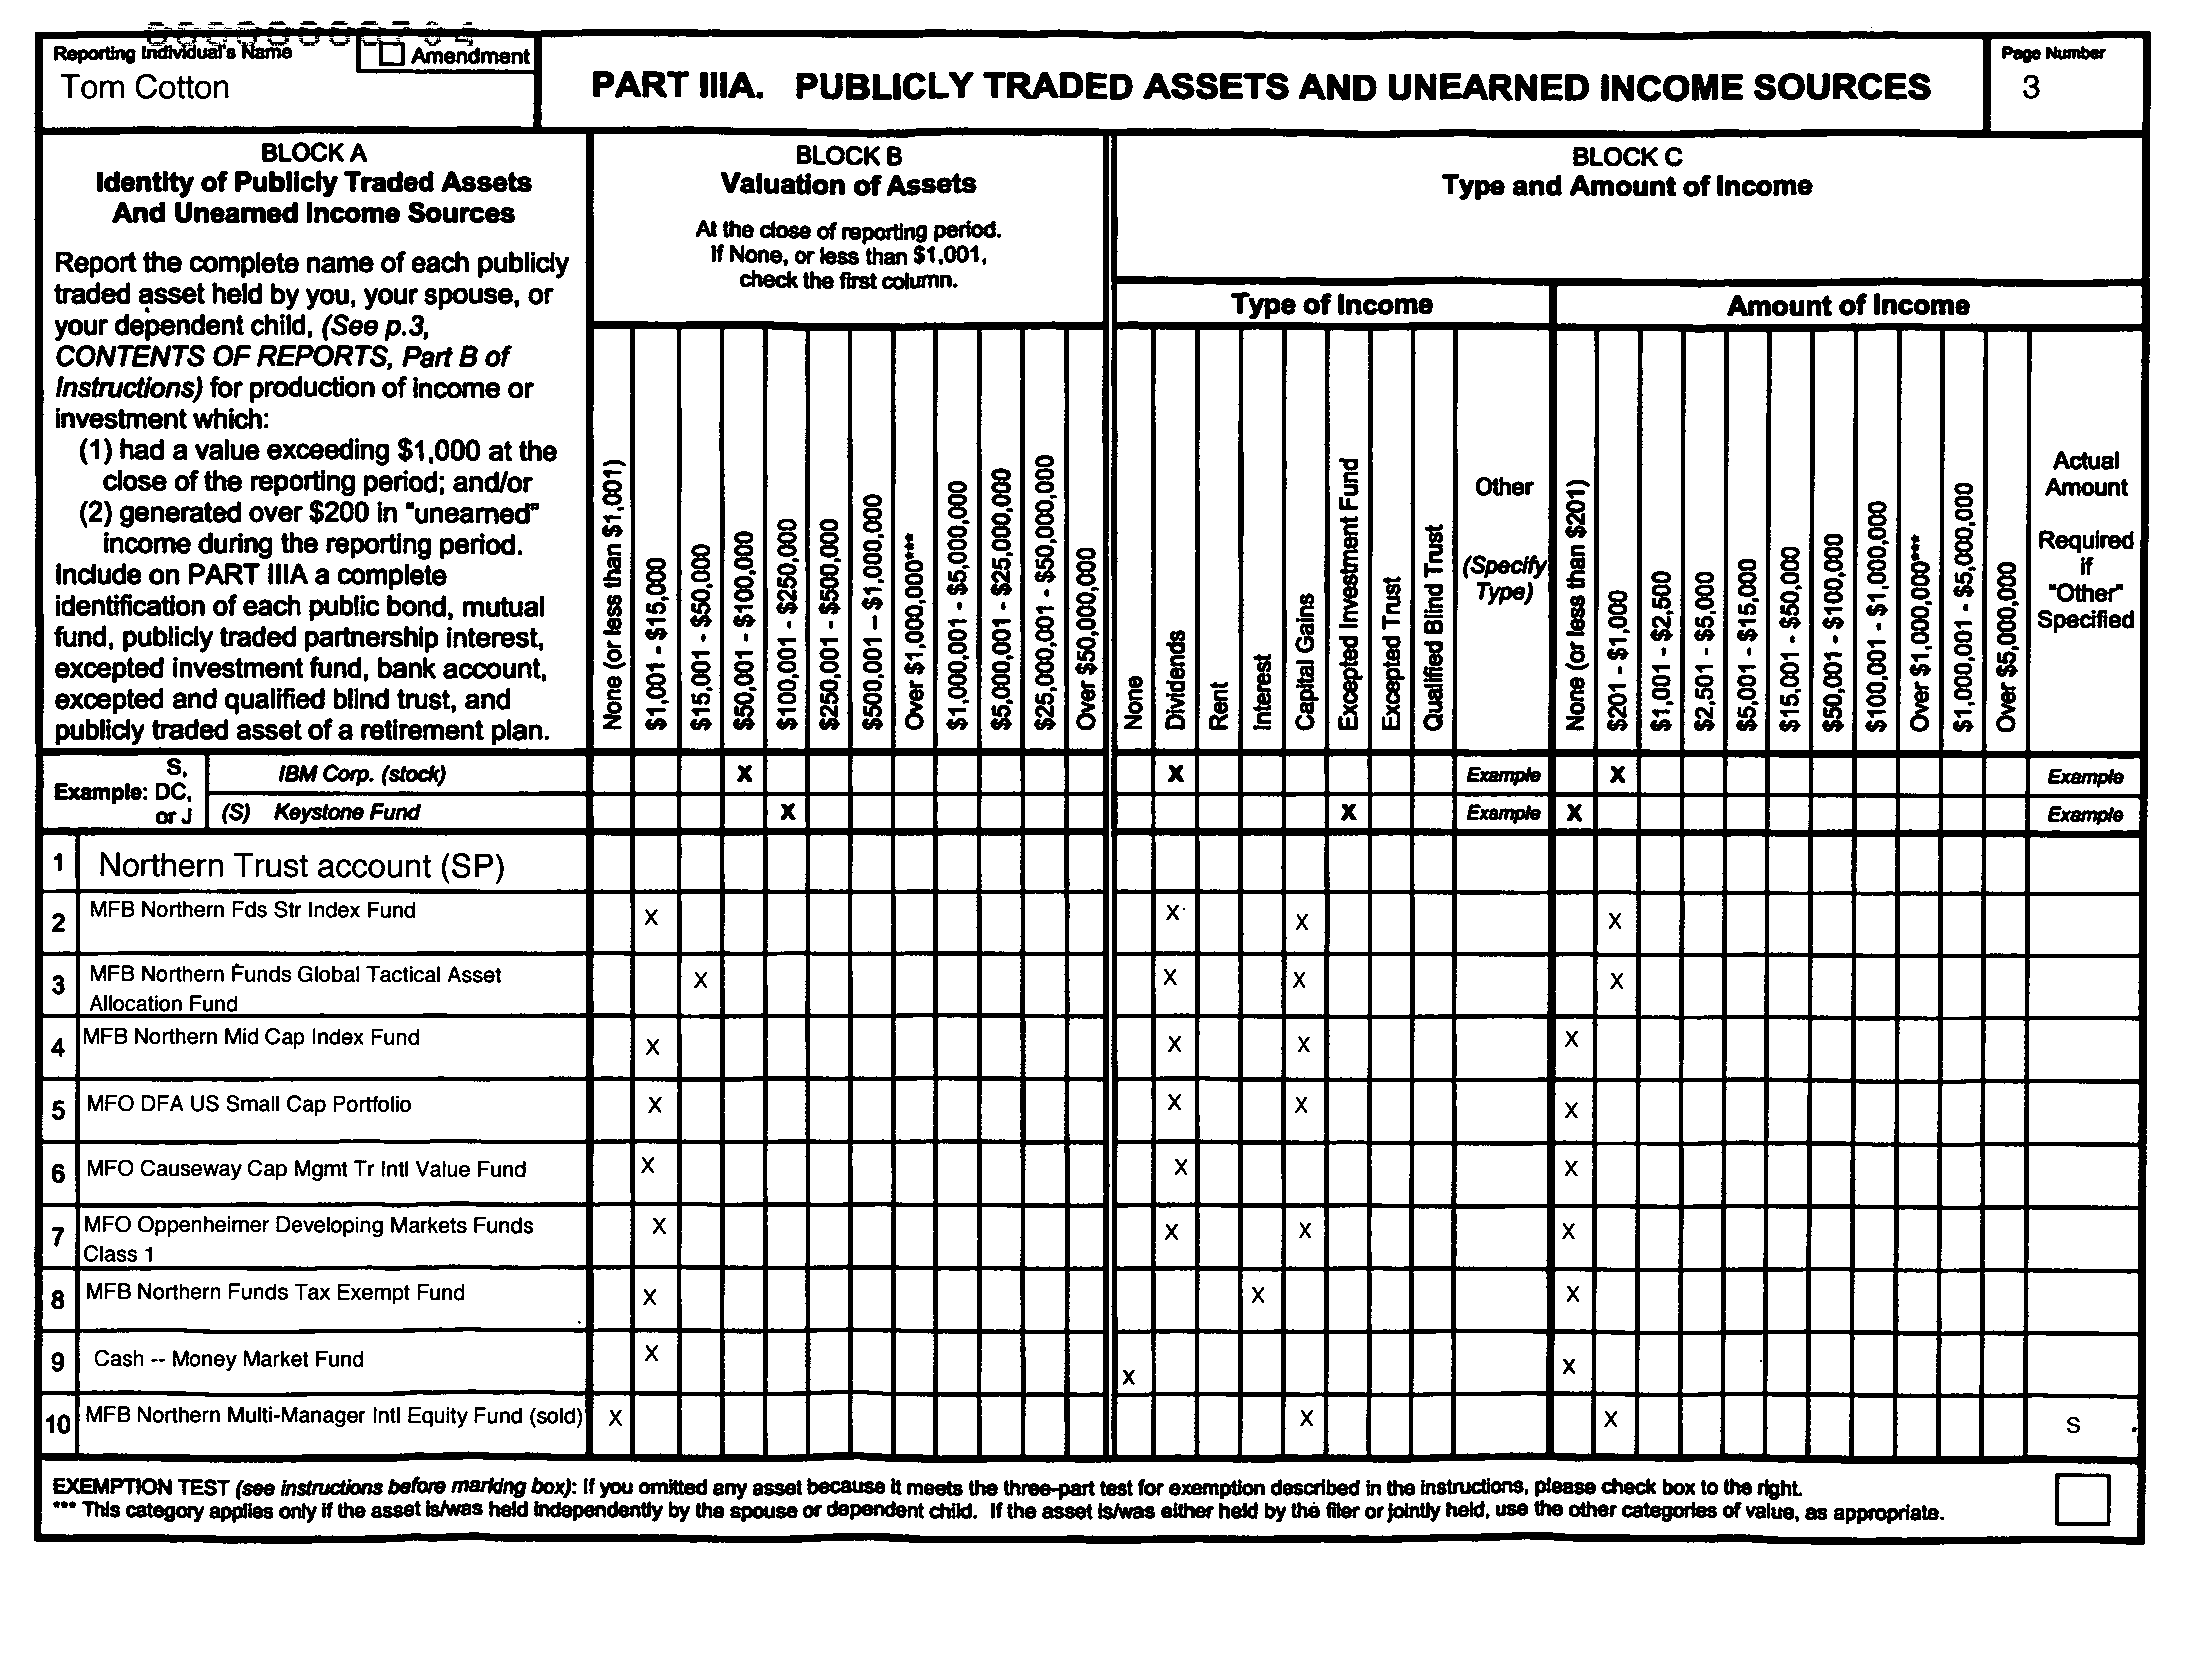 Reporting Individual's Name
Amendment
Tom Cotton
PART IIIA. PUBLICLY TRADED ASSETS AND UNEARNED INCOME SOURCES
Page Number
3
BLOCK A
Identity of Publicly Traded Assets
And Unearned Income Sources
Report the complete name of each publicly
traded asset held by you, your spouse, or
your dependent child, (See p.3,
CONTENTS OF REPORTS, Part B of
Instructions) for production of income or
investment which:
(1) had a value exceeding $1,000 at the
close of the reporting period; and/or
(2) generated over $200 in "unearned"
income during the reporting period.
Include on PART IIIA a complete
identification of each public bond, mutual
fund, publicly traded partnership interest,
excepted investment fund, bank account,
excepted and qualified blind trust, and
publicly traded asset of a retirement plan.
BLOCK B
Valuation of Assets
At the close of reporting period.
If None, or less than $1,001,
check the first column.
None (or less than $1,001)
$1,001 - $15,000
$15,001 - $50,000
$50,001 - $100,000
$100,001 - $250,000
$250,001 - $500,000
$500,001 – $1,000,000
Over $1,000,000***
$1,000,001 - $5,000,000
$5,000,001 - $25,000,000
$25,000,001 - $50,000,000
Over $50,000,000
BLOCK C
Type and Amount of Income
Type of Income
None
Dividends
Rent
Interest
Capital Gains
Excepted Investment Fund
Excepted Trust
Qualified Blind Trust
Other
(Specify
Type)
Amount of Income
None (or less than $201)
$201 - $1,000
$1,001 - $2,500
$2,501 - $5,000
$5,001 - $15,000
$15,001 - $50,000
$50,001 - $100,000
$100,001 - $1,000,000
Over $1,000,000***
$1,000,001 - $5,000,000
Over $5,000,000
Actual
Amount
Required
if
"Other"
Specified
Example: S, DC, or J
IBM Corp. (stock) X X Example X Example
(S) Keystone Fund X X Example X Example
1 Northern Trust account (SP)
2 MFB Northern Fds Str Index Fund X X X X
3 MFB Northern Funds Global Tactical Asset
Allocation Fund X X X X
4 MFB Northern Mid Cap Index Fund X X X X
5 MFO DFA US Small Cap Portfolio X X X X
6 MFO Causeway Cap Mgmt Tr Intl Value Fund X X X
7 MFO Oppenheimer Developing Markets Funds
Class 1 X X X X
8 MFB Northern Funds Tax Exempt Fund X X X
9 Cash -- Money Market Fund X X X
10 MFB Northern Multi-Manager Intl Equity Fund (sold) X X X S
EXEMPTION TEST (see instructions before marking box): If you omitted any asset because it meets the three-part test for exemption described in the instructions, please check box to the right.
*** This category applies only if the asset is/was held independently by the spouse or dependent child. If the asset is/was either held by the filer or jointly held, use the other categories of value, as appropriate.